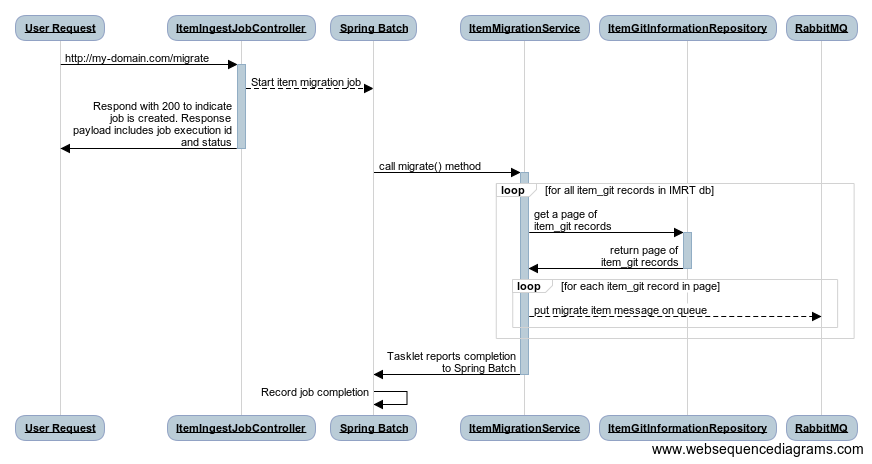 User Request
ItemIngestJobController
Spring Batch
ItemMigrationService
ItemGitInformationRepository
RabbitMQ
http://my-domain.com/migrate
Start item migration job
Respond with 200 to indicate
job is created. Response
payload includes job execution id
and status
call migrate() method
loop
[for all item_git records in IMRT db]
get a page of
item_git records
return page of
item_git records
loop
[for each item_git record in page]
put migrate item message on queue
Tasklet reports completion
to Spring Batch
Record job completion
User Request
ItemIngestJobController
Spring Batch
ItemMigrationService
ItemGitInformationRepository
RabbitMQ
www.websequencediagrams.com